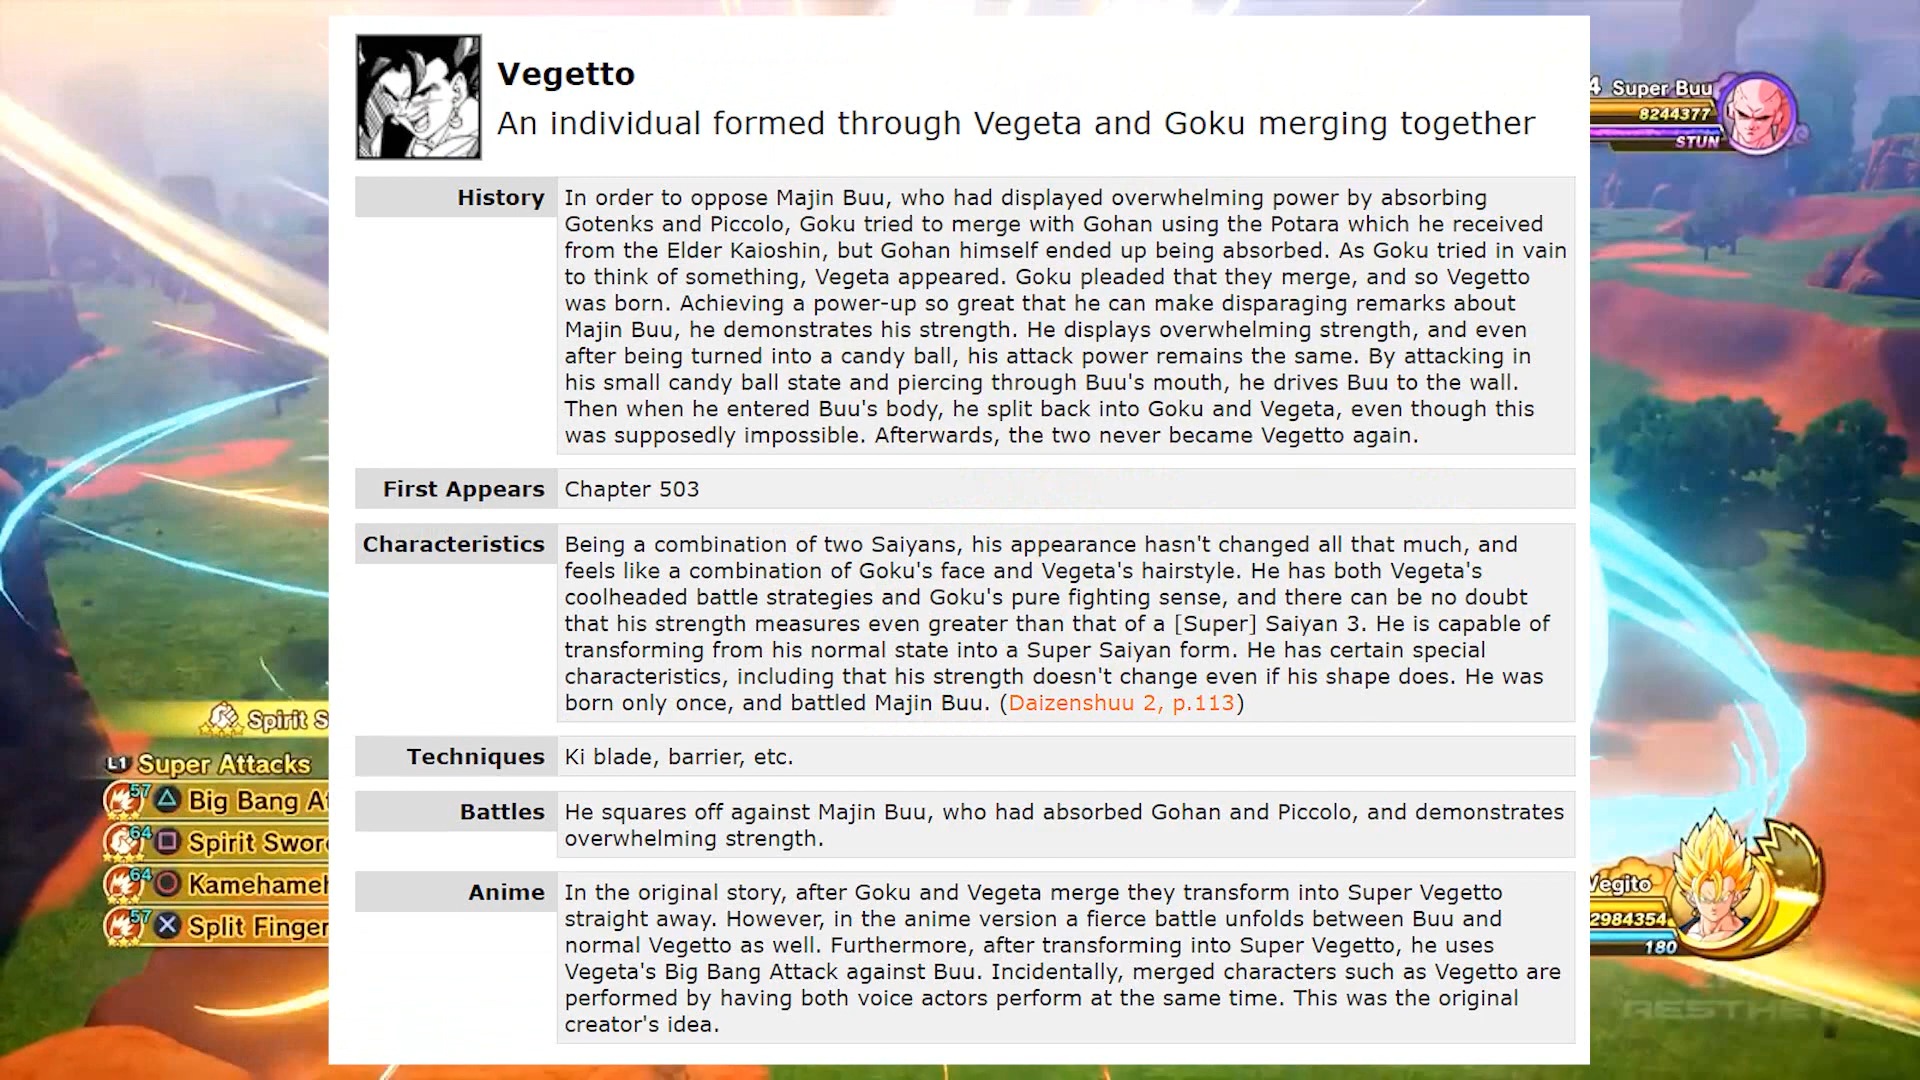 Vegetto
An individual formed through Vegeta and Goku merging together
History
In order to oppose Majin Buu, who had displayed overwhelming power by absorbing
Gotenks and Piccolo, Goku tried to merge with Gohan using the Potara which he received
from the Elder Kaioshin, but Gohan himself ended up being absorbed. As Goku tried in vain
to think of something, Vegeta appeared. Goku pleaded that they merge, and so Vegetto
was born. Achieving a power-up so great that he can make disparaging remarks about
Majin Buu, he demonstrates his strength. He displays overwhelming strength, and even
after being turned into a candy ball, his attack power remains the same. By attacking in
his small candy ball state and piercing through Buu's mouth, he drives Buu to the wall.
Then when he entered Buu's body, he split back into Goku and Vegeta, even though this
was supposedly impossible. Afterwards, the two never became Vegetto again.
First Appears
Chapter 503
Characteristics
Being a combination of two Saiyans, his appearance hasn't changed all that much, and
feels like a combination of Goku's face and Vegeta's hairstyle. He has both Vegeta's
coolheaded battle strategies and Goku's pure fighting sense, and there can be no doubt
that his strength measures even greater than that of a [Super] Saiyan 3. He is capable of
transforming from his normal state into a Super Saiyan form. He has certain special
characteristics, including that his strength doesn't change even if his shape does. He was
born only once, and battled Majin Buu. (Daizenshuu 2, p.113)
Techniques
Ki blade, barrier, etc.
Battles
He squares off against Majin Buu, who had absorbed Gohan and Piccolo, and demonstrates
overwhelming strength.
Anime
In the original story, after Goku and Vegeta merge they transform into Super Vegetto
straight away. However, in the anime version a fierce battle unfolds between Buu and
normal Vegetto as well. Furthermore, after transforming into Super Vegetto, he uses
Vegeta's Big Bang Attack against Buu. Incidentally, merged characters such as Vegetto are
performed by having both voice actors perform at the same time. This was the original
creator's idea.
4 Super Buu
8244377
STUN
Spirit S
L1 Super Attacks
57 Big Bang At
64 Spirit Swor
64 Kamehameh
57 Split Finger
Vegito
2984354
180